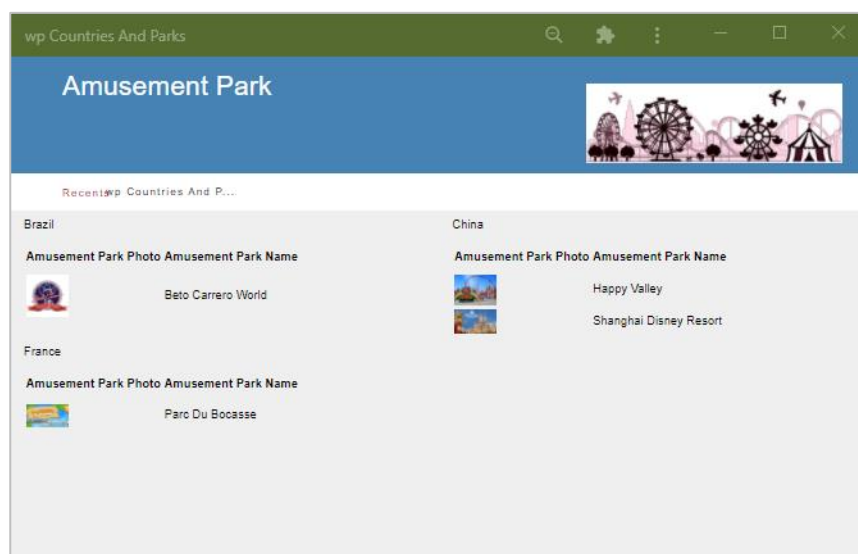 wp Countries And Parks
Amusement Park
Recents wp Countries And P....
Brazil
Amusement Park Photo Amusement Park Name
Beto Carrero World
China
Amusement Park Photo Amusement Park Name
Happy Valley
Shanghai Disney Resort
France
Amusement Park Photo Amusement Park Name
Parc Du Bocasse